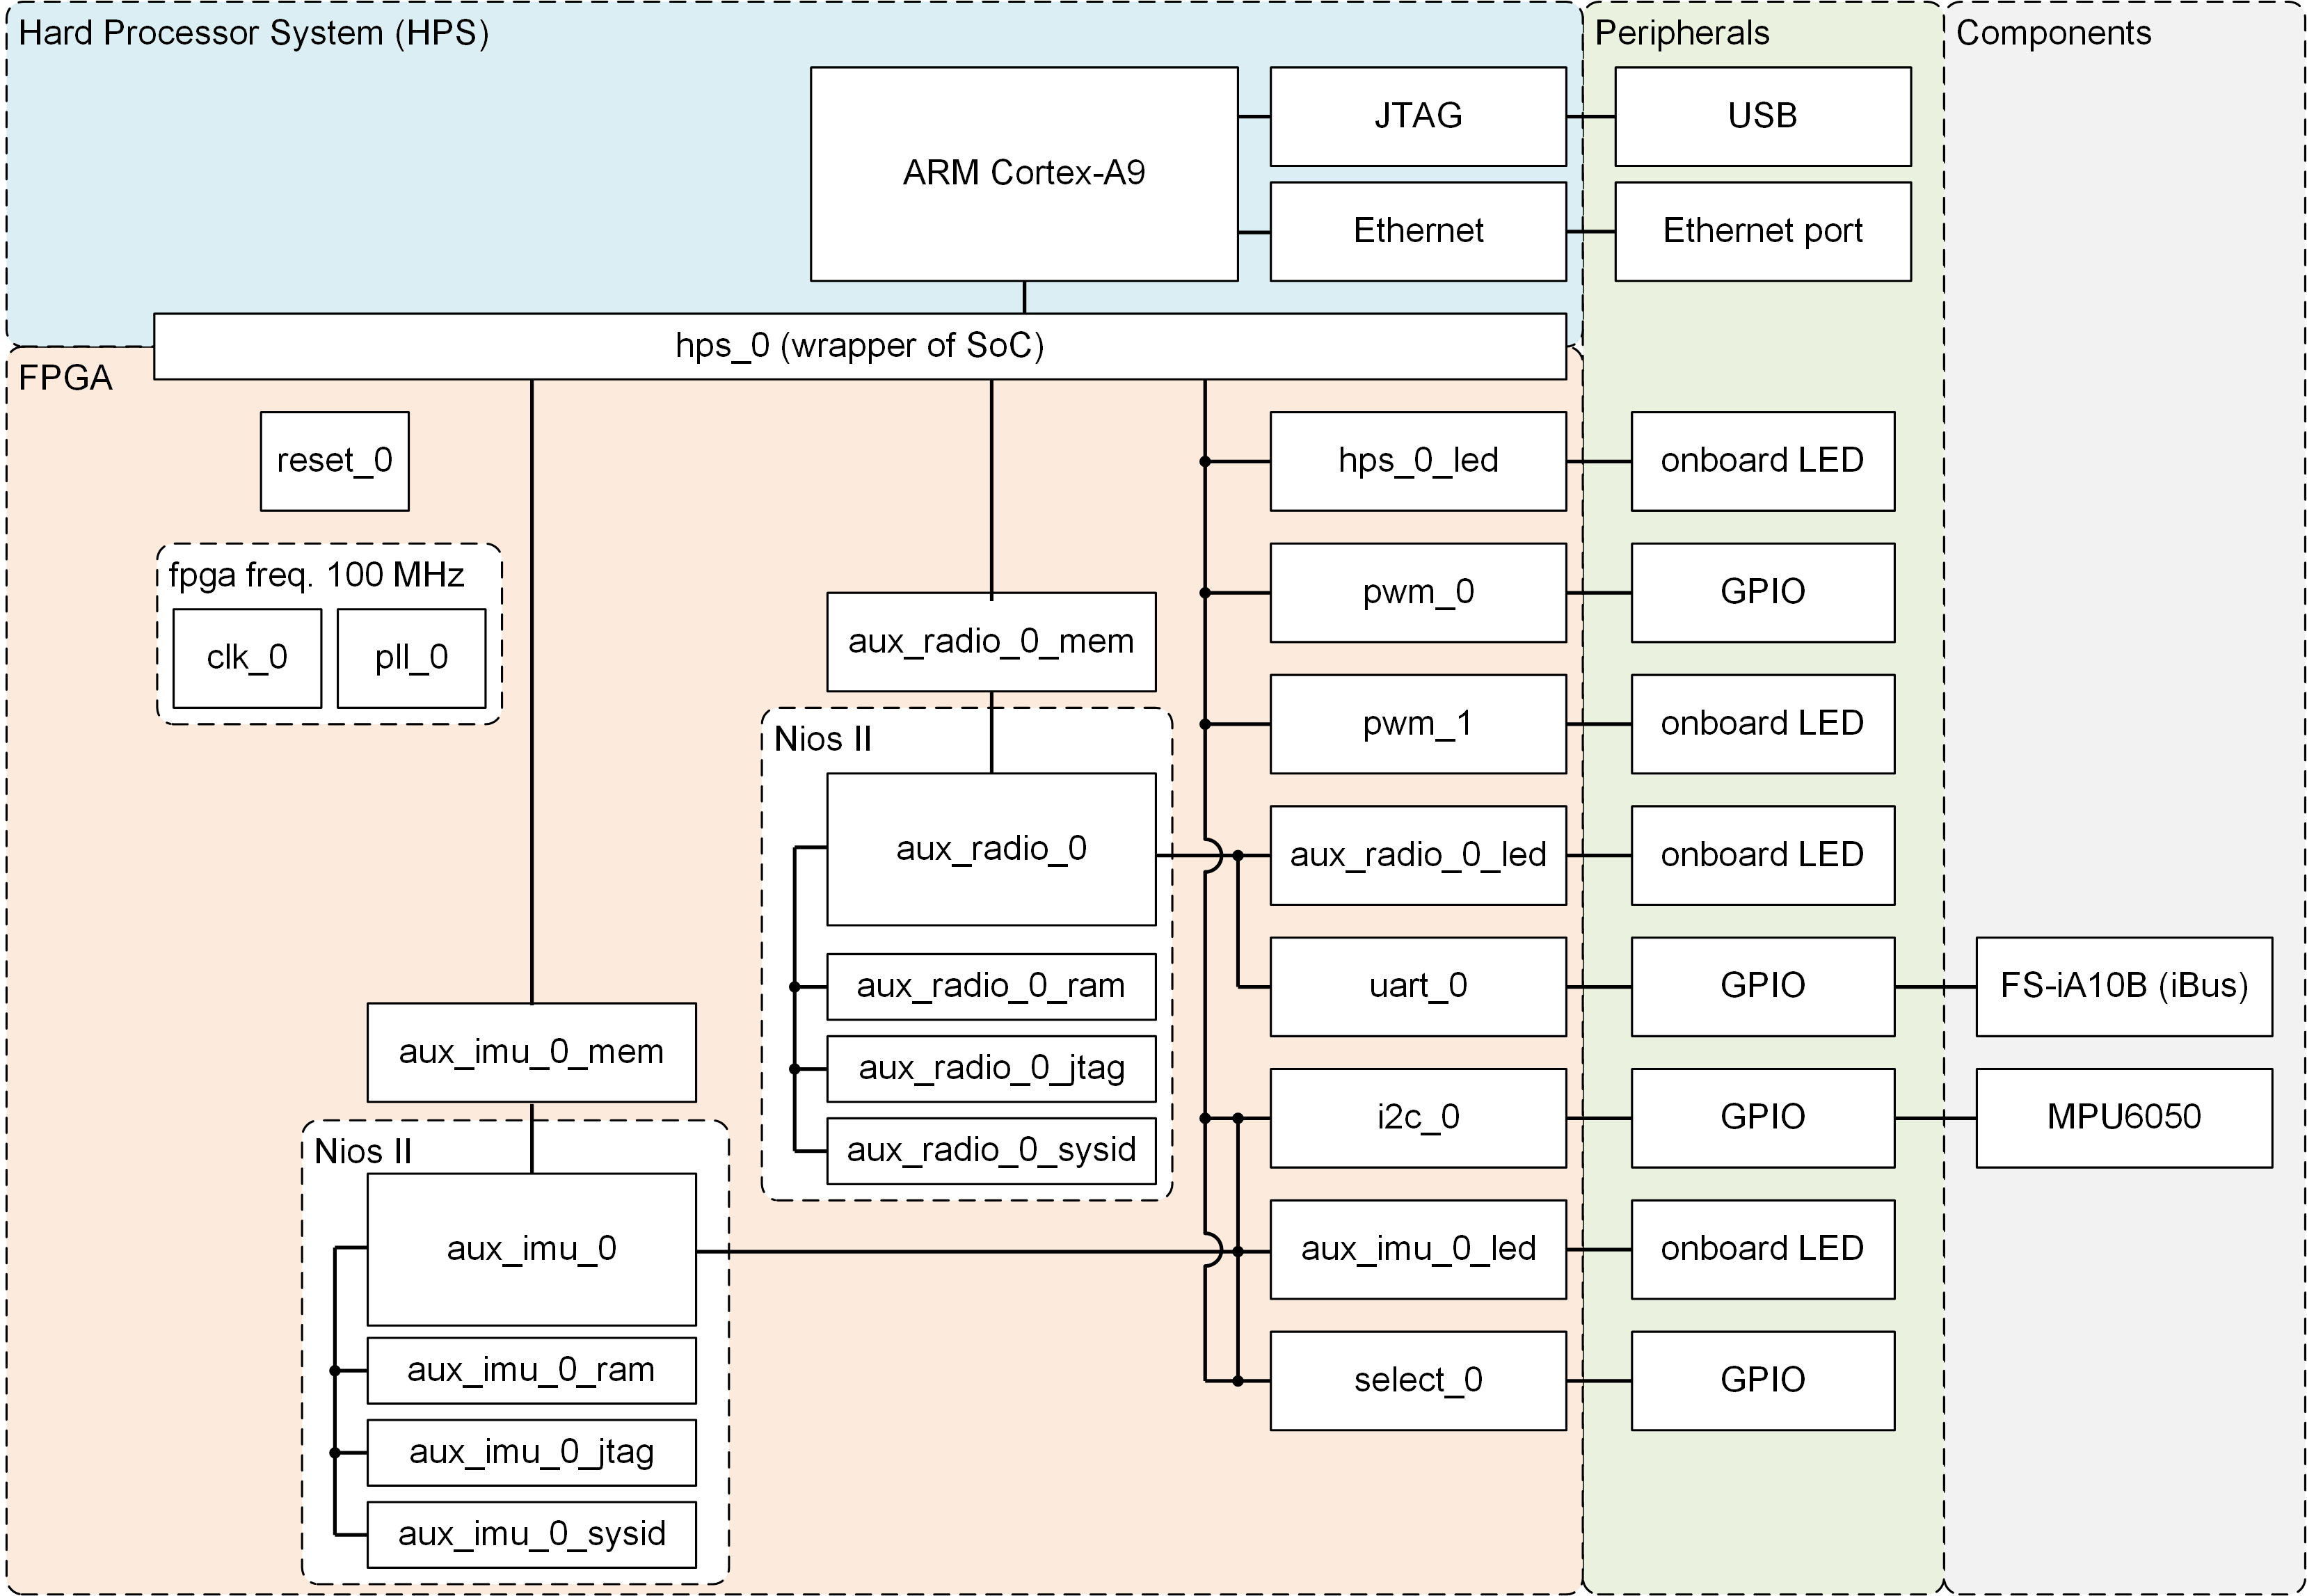 Hard Processor System (HPS)
Peripherals
Components
ARM Cortex-A9
JTAG
USB
Ethernet
Ethernet port
hps_0 (wrapper of SoC)
FPGA
reset_0
hps_0_led
onboard LED
fpga freq. 100 MHz
clk_0
pll_0
pwm_0
GPIO
aux_radio_0_mem
pwm_1
onboard LED
Nios II
aux_radio_0
aux_radio_0_led
onboard LED
aux_radio_0_ram
aux_radio_0_jtag
aux_radio_0_sysid
uart_0
GPIO
FS-iA10B (iBus)
aux_imu_0_mem
i2c_0
GPIO
MPU6050
Nios II
aux_imu_0
aux_imu_0_led
onboard LED
aux_imu_0_ram
aux_imu_0_jtag
aux_imu_0_sysid
select_0
GPIO